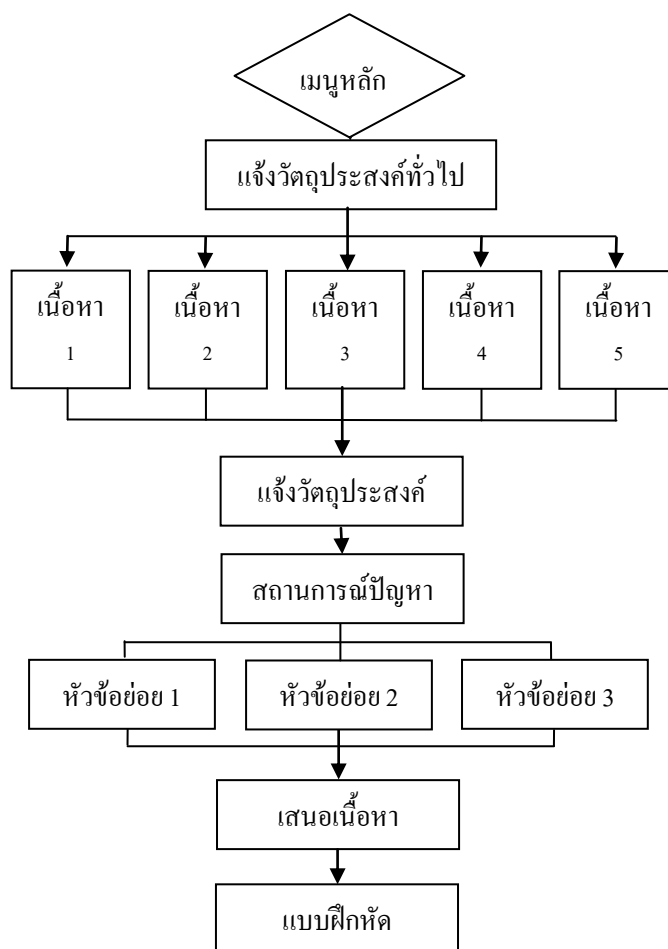 เมนูหลัก
แจ้งวัตถุประสงค์ทั่วไป
เนื้อหา เนื้อหา เนื้อหา เนื้อหา เนื้อหา
1 2 3 4 5
แจ้งวัตถุประสงค์
สถานการณ์ปัญหา
หัวข้อย่อย 1 หัวข้อย่อย 2 หัวข้อย่อย 3
เสนอเนื้อหา
แบบฝึกหัด